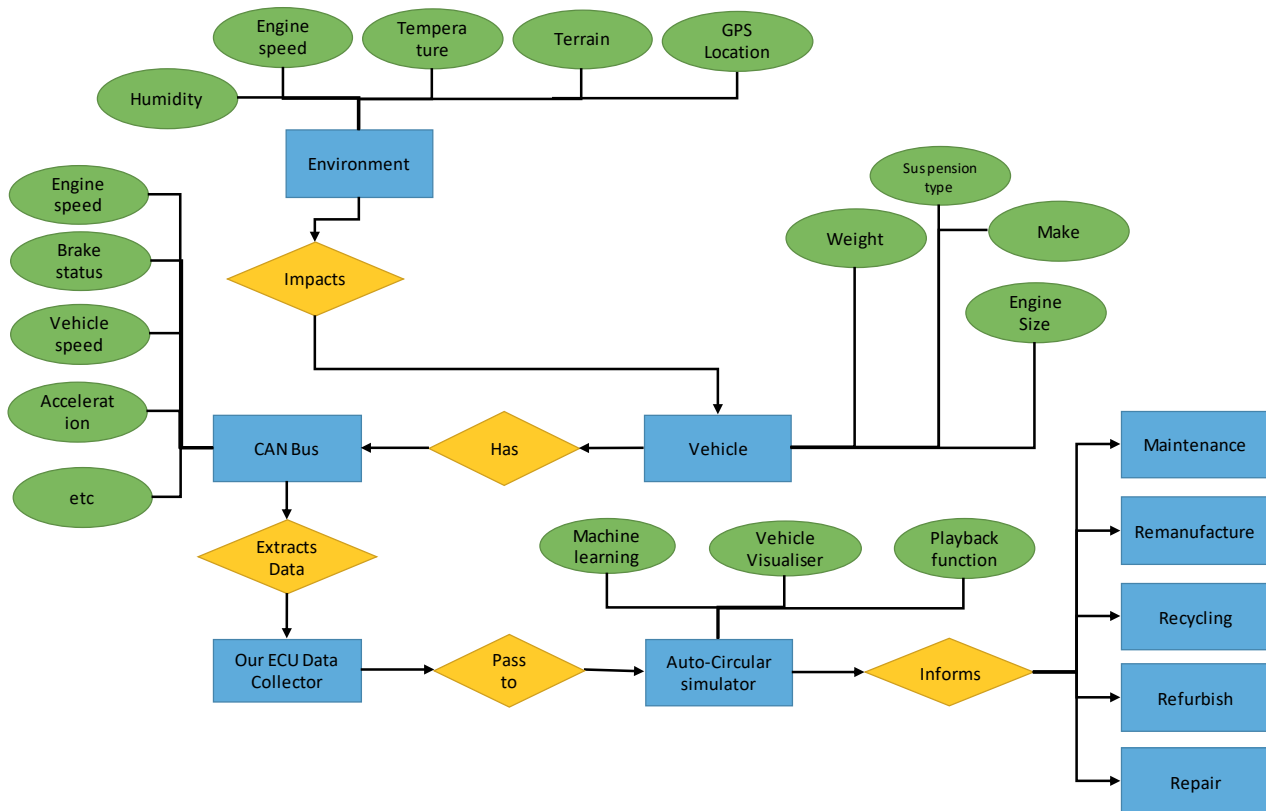 Engine
speed
Tempera
ture
Terrain
GPS
Location
Humidity
Environment
Engine
speed
Suspension
type
Weight
Make
Brake
status
Impacts
Vehicle
speed
Engine
Size
Accelerat
ion
CAN Bus
Has
Vehicle
Maintenance
etc
Extracts
Data
Machine
learning
Vehicle
Visualiser
Playback
function
Remanufacture
Recycling
Our ECU Data
Collector
Pass
to
Auto-Circular
simulator
Informs
Refurbish
Repair